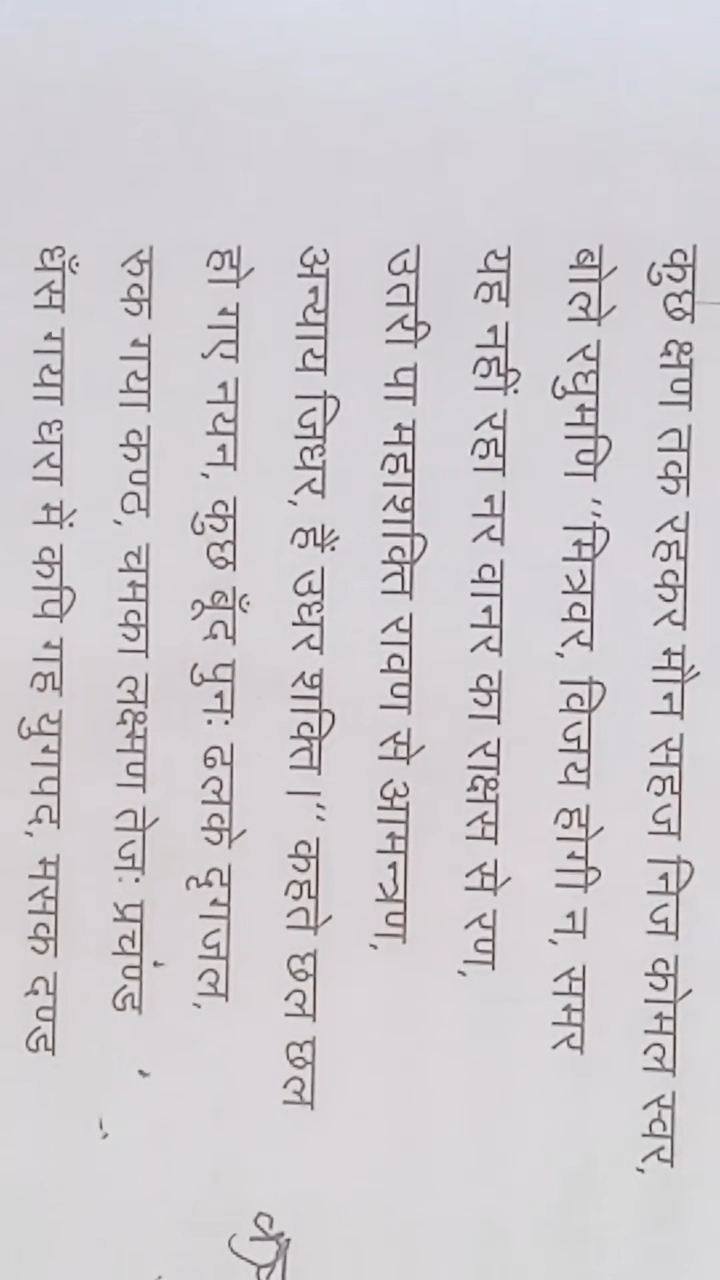 कुछ क्षण तक रहकर मौन सहज निज कोमल स्वर,
बोले रघुमणि "मित्रवर, विजय होगी न, समर
यह नहीं रहा नर वानर का राक्षस से रण,
उतरी पा महाशक्ति रावण से आमन्त्रण,
अन्याय जिधर, हैं उधर शक्ति।" कहते छल छल
हो गए नयन, कुछ बूँद पुनः ढलके दृगजल,
रुक गया कण्ठ, चमका लक्ष्मण तेजः प्रचण्ड
धँस गया धरा में कपि गह युगपद, मसक दण्ड